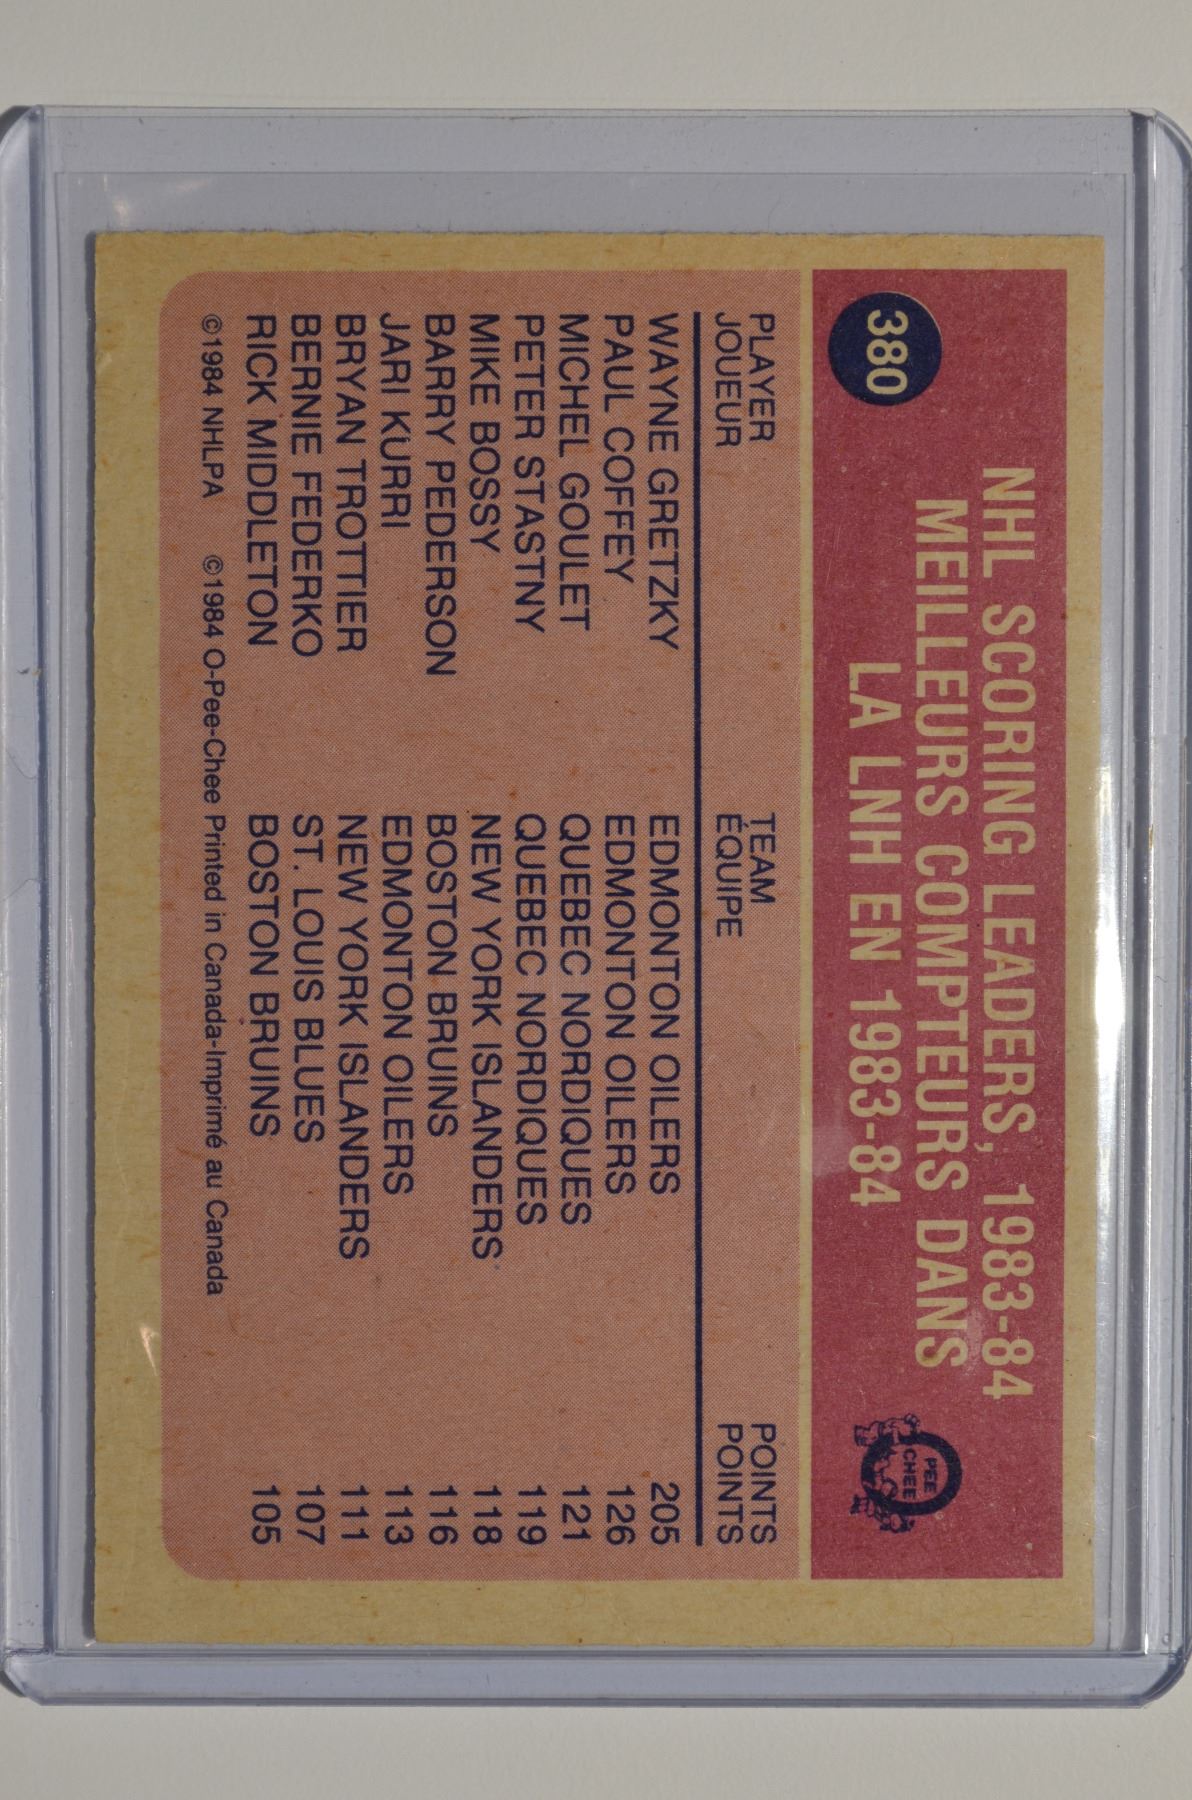 380
NHL SCORING LEADERS, 1983-84
MEILLEURS COMPTEURS DANS
LA LNH EN 1983-84
PEE
CHEE
PLAYER TEAM POINTS
JOUEUR ÉQUIPE POINTS
WAYNE GRETZKY EDMONTON OILERS 205
PAUL COFFEY EDMONTON OILERS 126
MICHEL GOULET QUEBEC NORDIQUES 121
PETER STASTNY QUEBEC NORDIQUES 119
MIKE BOSSY NEW YORK ISLANDERS 118
BARRY PEDERSON BOSTON BRUINS 116
JARI KURRI EDMONTON OILERS 113
BRYAN TROTTIER NEW YORK ISLANDERS 111
BERNIE FEDERKO ST. LOUIS BLUES 107
RICK MIDDLETON BOSTON BRUINS 105
©1984 NHLPA ©1984 O-Pee-Chee Printed in Canada-Imprimé au Canada